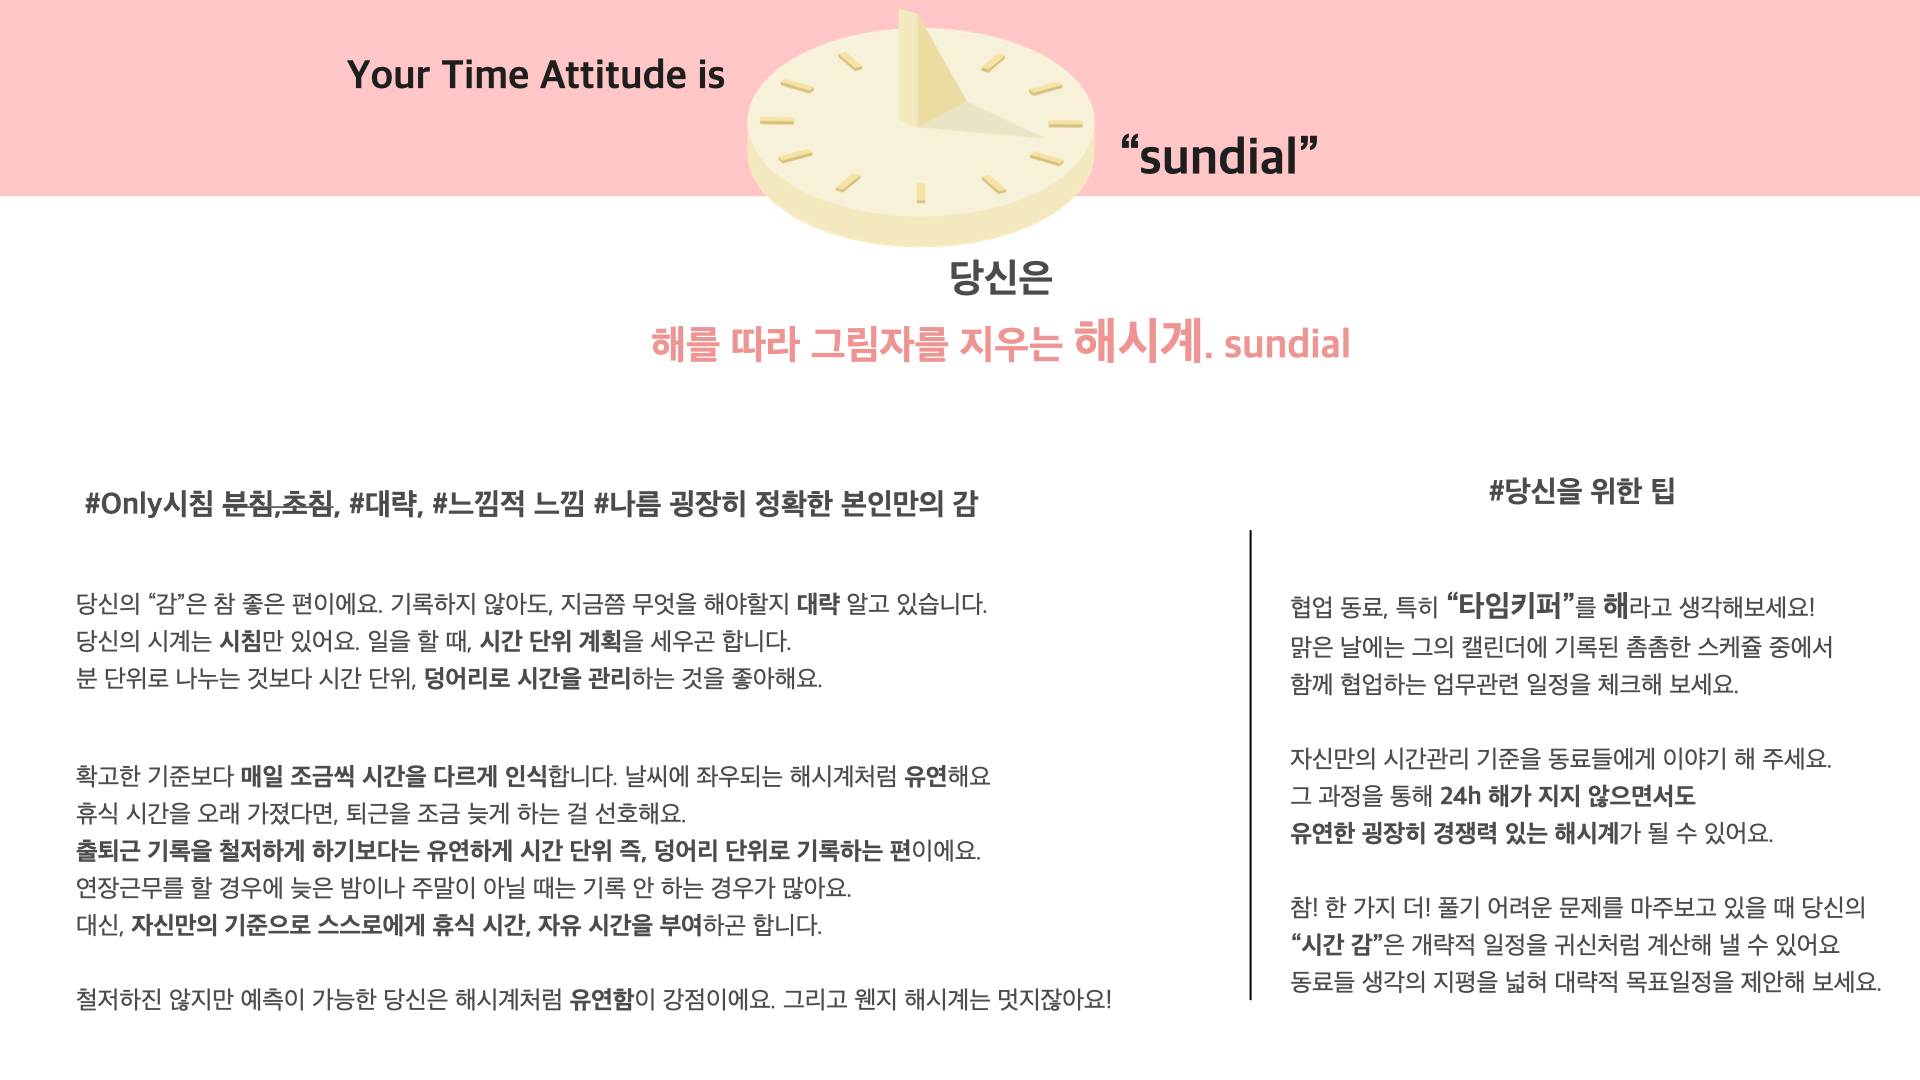 Your Time Attitude is
“sundial”
당신은
해를 따라 그림자를 지우는 해시계. sundial
#Only시침 분침,초침, #대략, #느낌적 느낌 #나름 굉장히 정확한 본인만의 감
당신의 “감”은 참 좋은 편이에요. 기록하지 않아도, 지금쯤 무엇을 해야할지 대략 알고 있습니다.
당신의 시계는 시침만 있어요. 일을 할 때, 시간 단위 계획을 세우곤 합니다.
분 단위로 나누는 것보다 시간 단위, 덩어리로 시간을 관리하는 것을 좋아해요.
확고한 기준보다 매일 조금씩 시간을 다르게 인식합니다. 날씨에 좌우되는 해시계처럼 유연해요
휴식 시간을 오래 가졌다면, 퇴근을 조금 늦게 하는 걸 선호해요.
출퇴근 기록을 철저하게 하기보다는 유연하게 시간 단위 즉, 덩어리 단위로 기록하는 편이에요.
연장근무를 할 경우에 늦은 밤이나 주말이 아닐 때는 기록 안 하는 경우가 많아요.
대신, 자신만의 기준으로 스스로에게 휴식 시간, 자유 시간을 부여하곤 합니다.
철저하진 않지만 예측이 가능한 당신은 해시계처럼 유연함이 강점이에요. 그리고 웬지 해시계는 멋지잖아요!
#당신을 위한 팁
협업 동료, 특히 “타임키퍼”를 해라고 생각해보세요!
맑은 날에는 그의 캘린더에 기록된 촘촘한 스케쥴 중에서
함께 협업하는 업무관련 일정을 체크해 보세요.
자신만의 시간관리 기준을 동료들에게 이야기 해 주세요.
그 과정을 통해 24h 해가 지지 않으면서도
유연한 굉장히 경쟁력 있는 해시계가 될 수 있어요.
참! 한 가지 더! 풀기 어려운 문제를 마주보고 있을 때 당신의
“시간 감”은 개략적 일정을 귀신처럼 계산해 낼 수 있어요
동료들 생각의 지평을 넓혀 대략적 목표일정을 제안해 보세요.